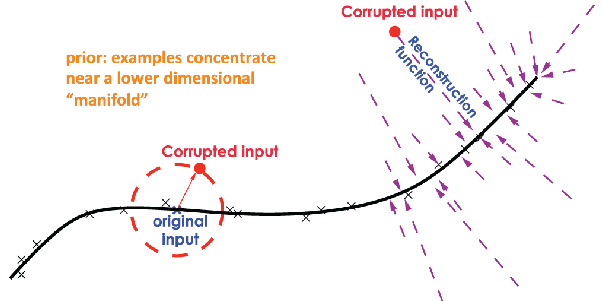 Corrupted input
prior: examples concentrate
near a lower dimensional
“manifold”
Reconstruction
function
Corrupted input
original
input